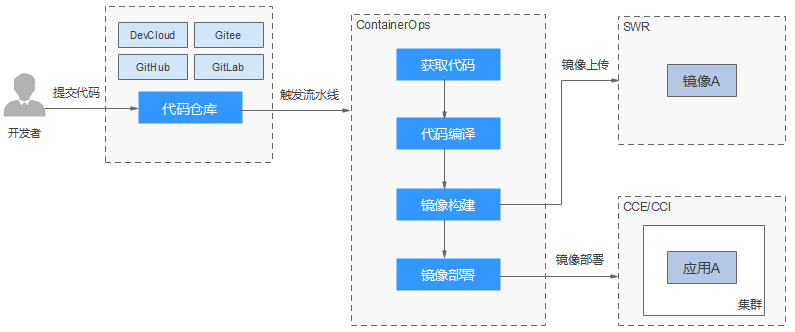 DevCloud
Gitee
GitHub
GitLab
代码仓库
提交代码
开发者
触发流水线
ContainerOps
获取代码
代码编译
镜像构建
镜像部署
镜像上传
SWR
镜像A
镜像部署
CCE/CCI
应用A
集群